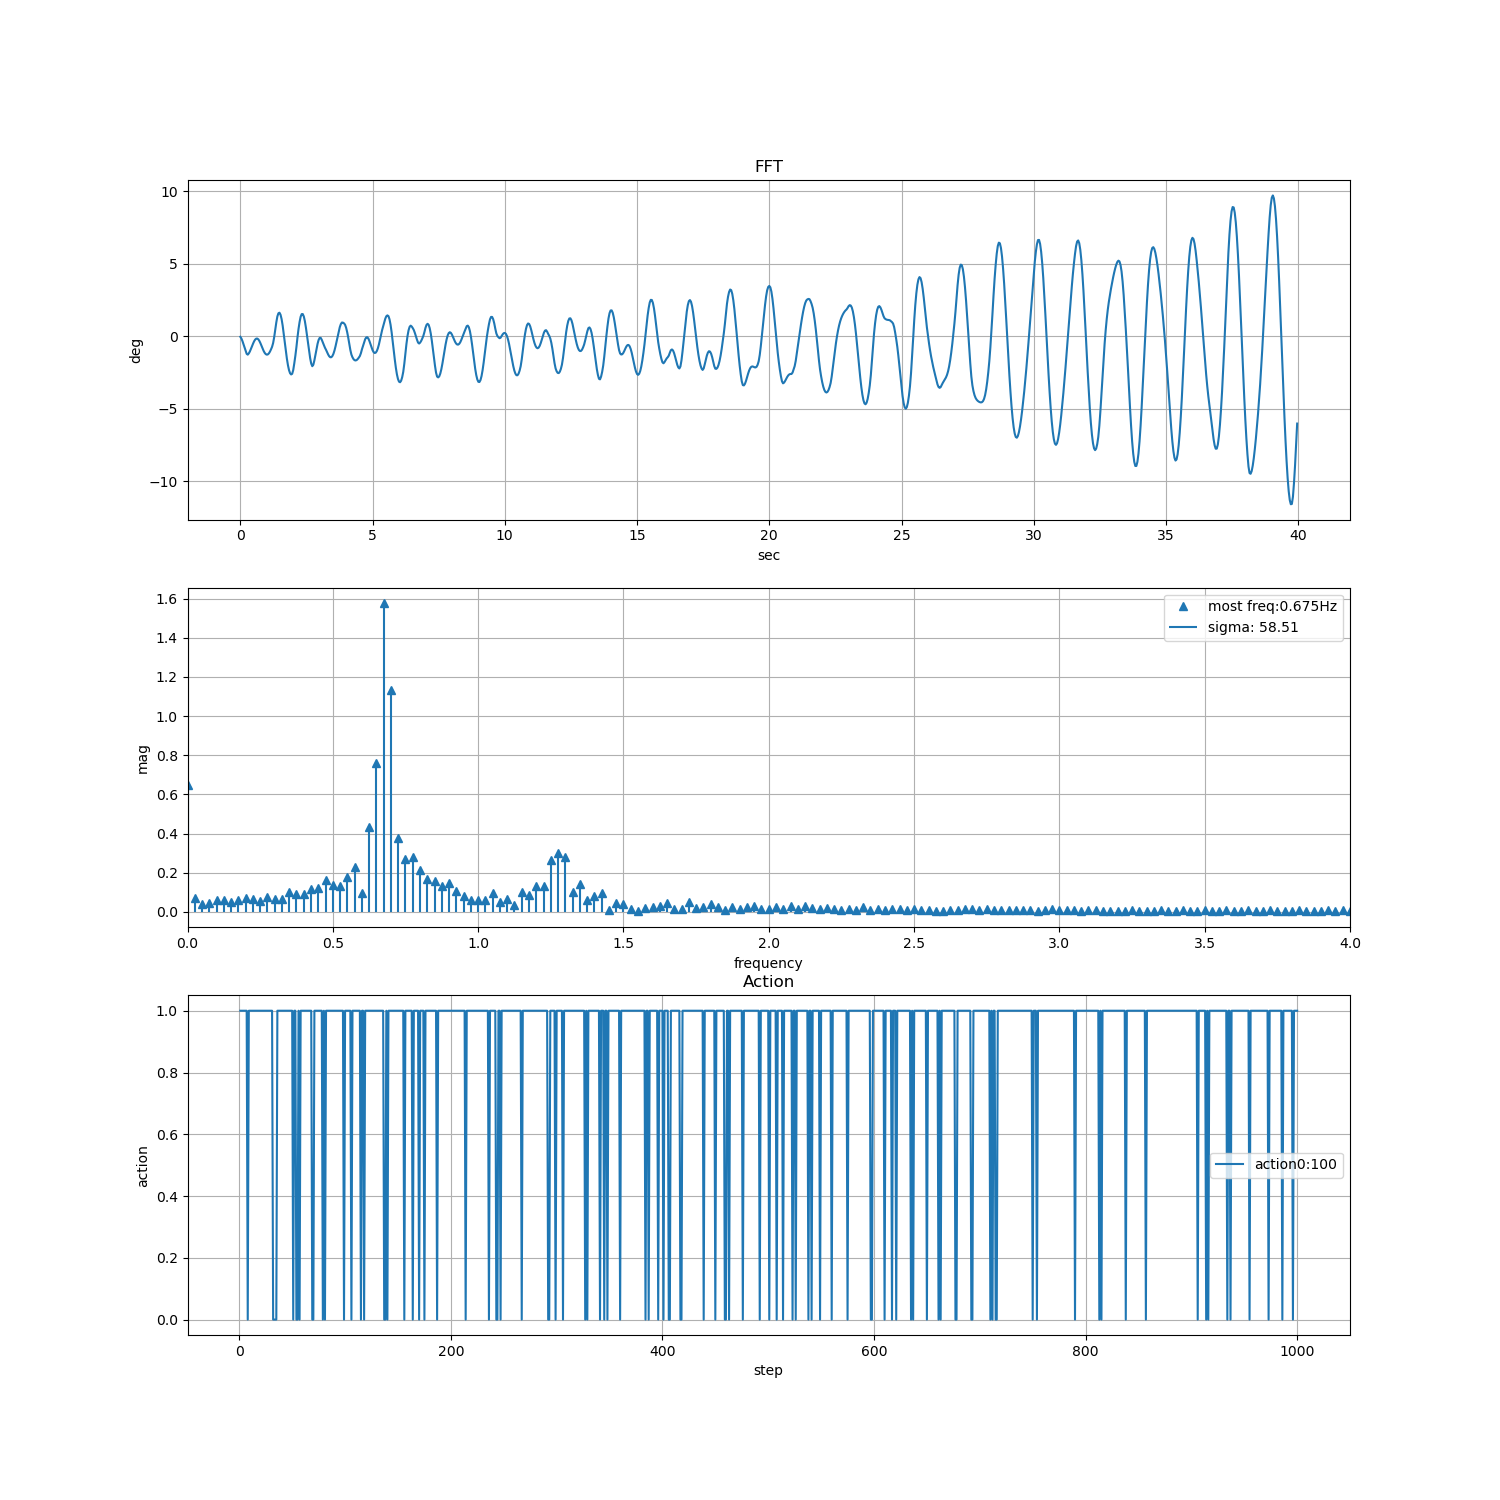 FFT
10
5
0
−5
−10
deg
0 5 10 15 20 25 30 35 40
sec
1.6
1.4
1.2
1.0
0.8
0.6
0.4
0.2
0.0
mag
most freq:0.675Hz
sigma: 58.51
0.0 0.5 1.0 1.5 2.0 2.5 3.0 3.5 4.0
frequency
Action
1.0
0.8
0.6
0.4
0.2
0.0
action
action0:100
0 200 400 600 800 1000
step